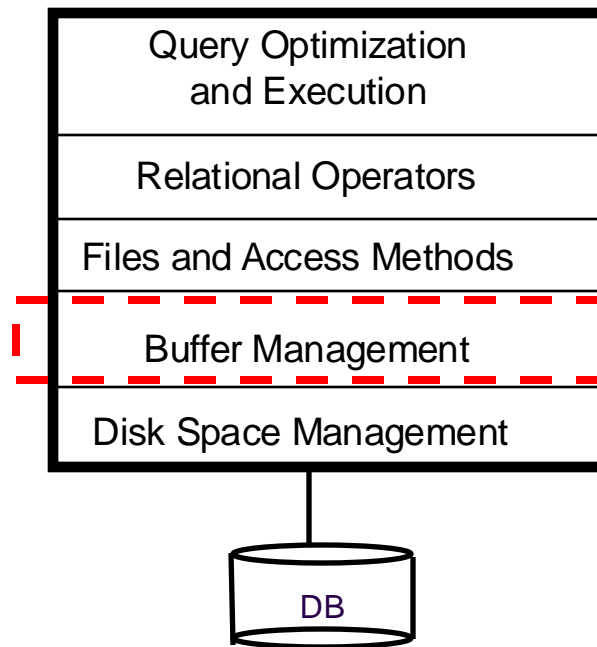 Query Optimization
and Execution
Relational Operators
Files and Access Methods
Buffer Management
Disk Space Management
DB